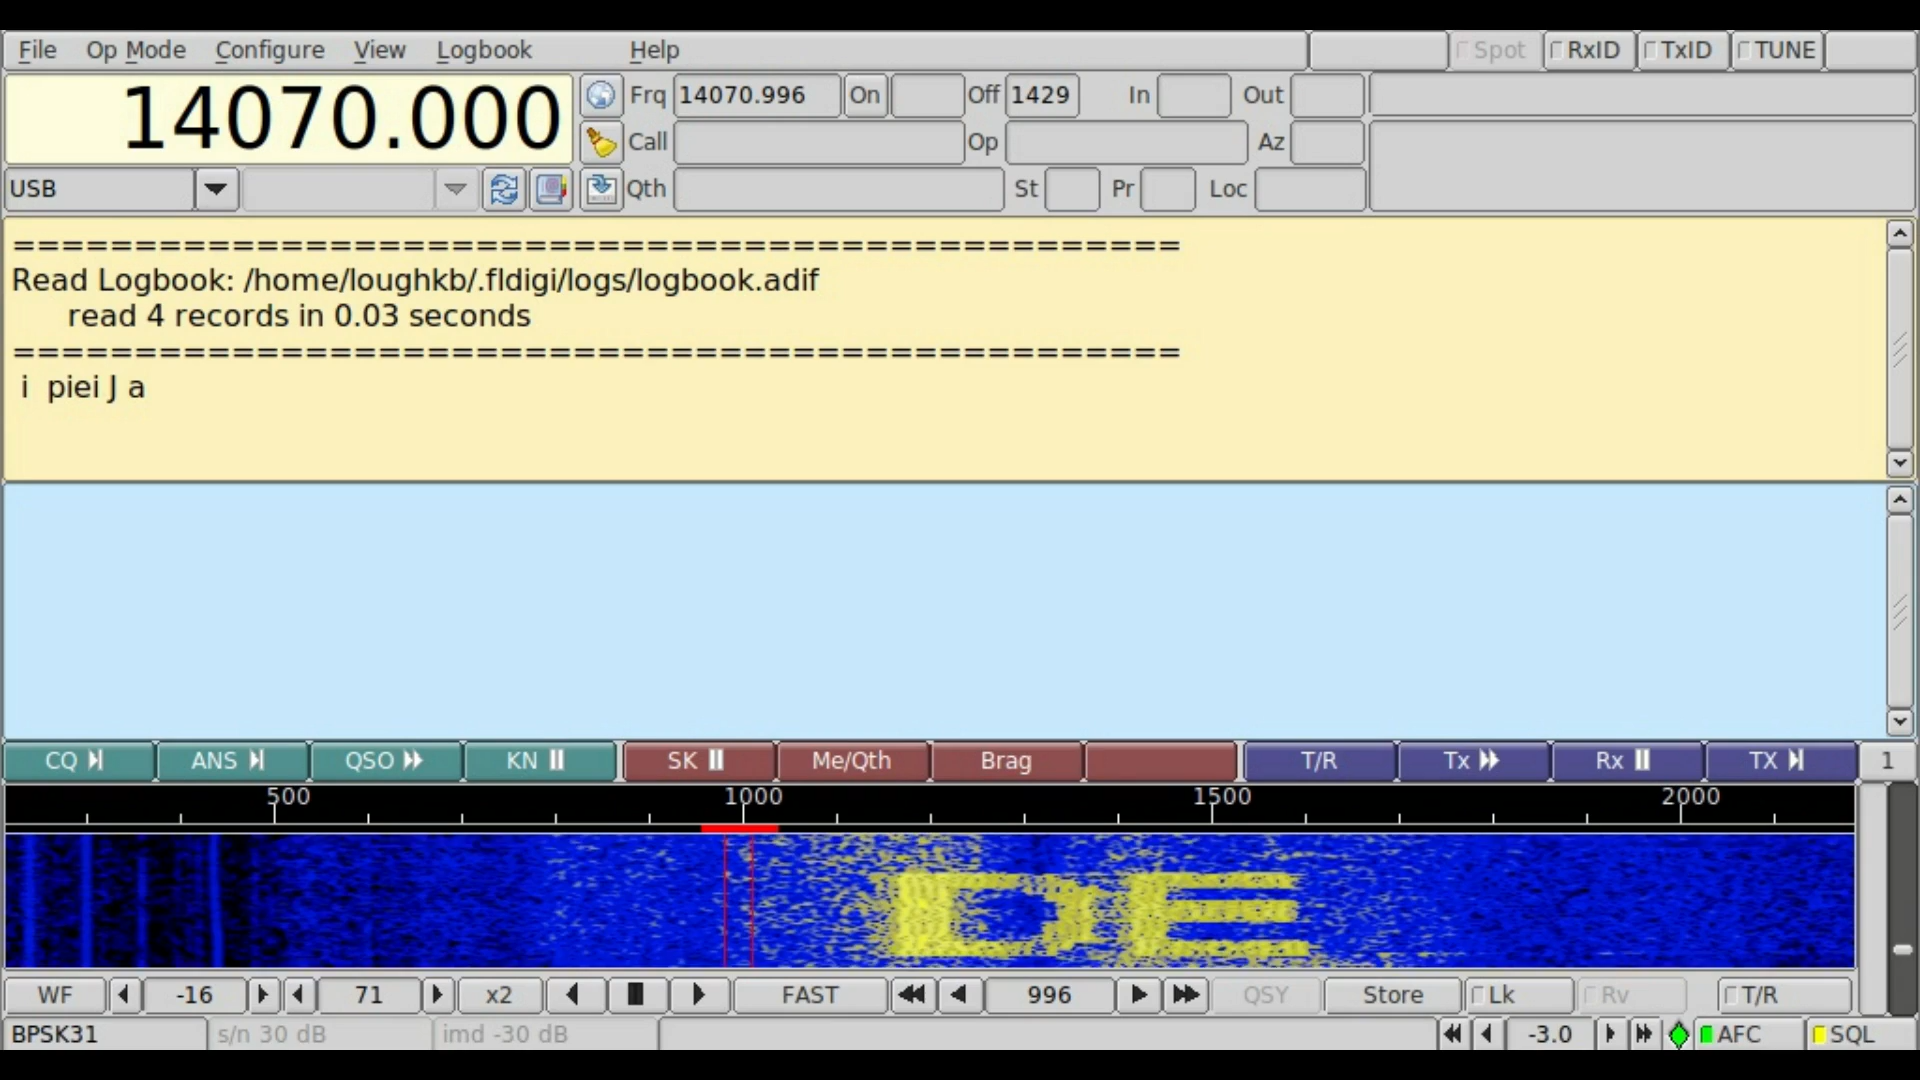 File Op Mode Configure View Logbook Help Spot RxID TxID TUNE
14070.000
Frq 14070.996 On Off 1429 In Out
Call Op Az
USB
Qth St Pr Loc
================================================
Read Logbook: /home/loughkb/.fldigi/logs/logbook.adif
read 4 records in 0.03 seconds
================================================
i piei J a
CQ ANS QSO KN SK Me/Qth Brag T/R Tx Rx TX 1
500 1000 1500 2000
DE
WF -16 71 x2 FAST 996 QSY Store Lk Rv T/R
BPSK31 s/n 30 dB imd -30 dB -3.0 AFC SQL